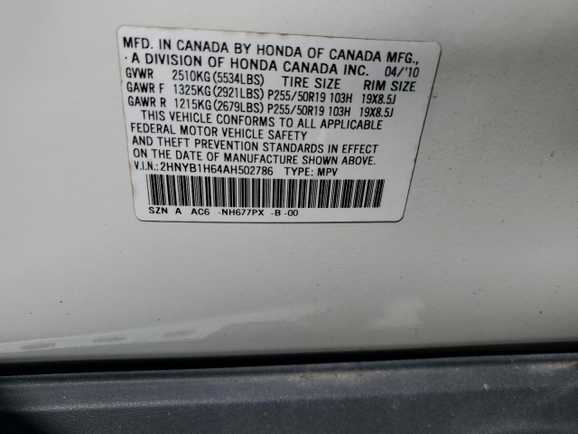 MFD. IN CANADA BY HONDA OF CANADA MFG.,
A DIVISION OF HONDA CANADA INC. 04/'10
GVWR 2510KG (5534LBS) TIRE SIZE RIM SIZE
GAWR F 1325KG (2921LBS) P255/50R19 103H 19X8.5J
GAWR R 1215KG (2679LBS) P255/50R19 103H 19X8.5J
THIS VEHICLE CONFORMS TO ALL APPLICABLE
FEDERAL MOTOR VEHICLE SAFETY
AND THEFT PREVENTION STANDARDS IN EFFECT
ON THE DATE OF MANUFACTURE SHOWN ABOVE.
V.I.N.: 2HNYB1H64AH502786 TYPE: MPV
SZN A AC6 -NH677PX -B -00